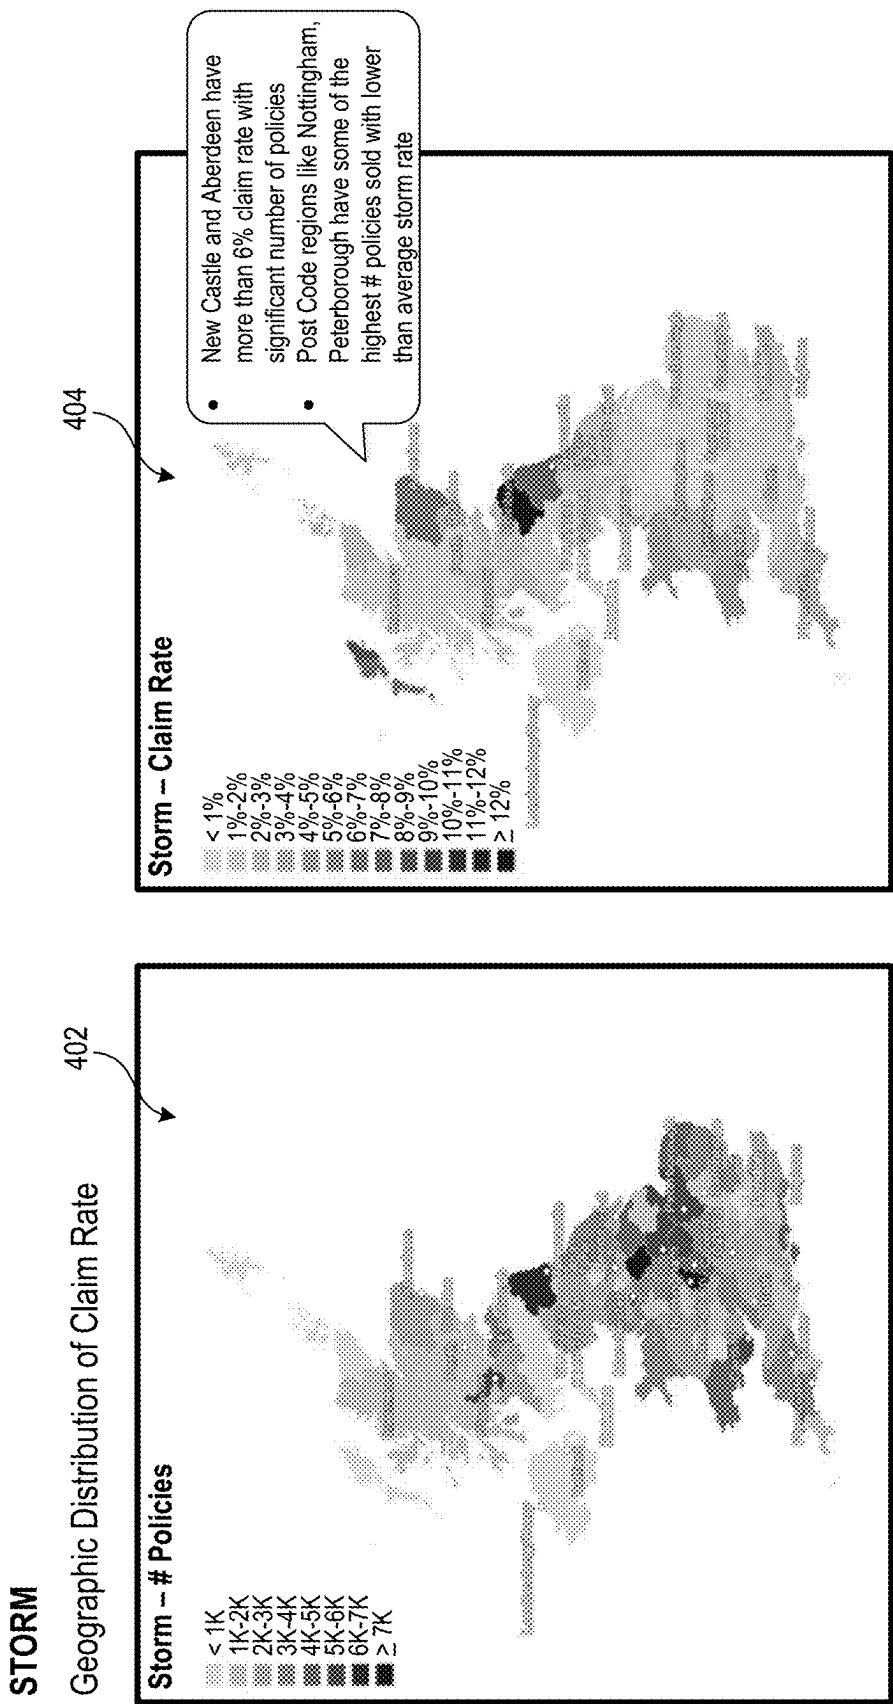 STORM
Geographic Distribution of Claim Rate
402
Storm – # Policies
< 1K
1K-2K
2K-3K
3K-4K
4K-5K
5K-6K
6K-7K
≥ 7K
404
Storm – Claim Rate
< 1%
1%-2%
2%-3%
3%-4%
4%-5%
5%-6%
6%-7%
7%-8%
8%-9%
9%-10%
10%-11%
11%-12%
≥ 12%
• New Castle and Aberdeen have
more than 6% claim rate with
significant number of policies
• Post Code regions like Nottingham,
Peterborough have some of the
highest # policies sold with lower
than average storm rate